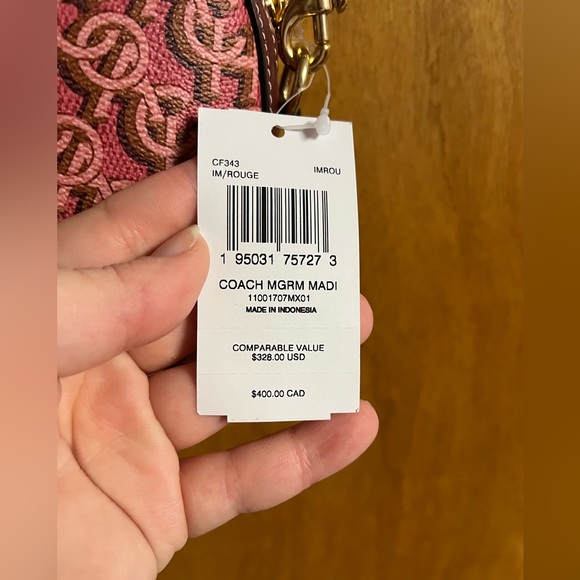 CF343
IM/ROUGE IMROU
1 95031 75727 3
COACH MGRM MADI
11001707MX01
MADE IN INDONESIA
COMPARABLE VALUE
$328.00 USD
$400.00 CAD